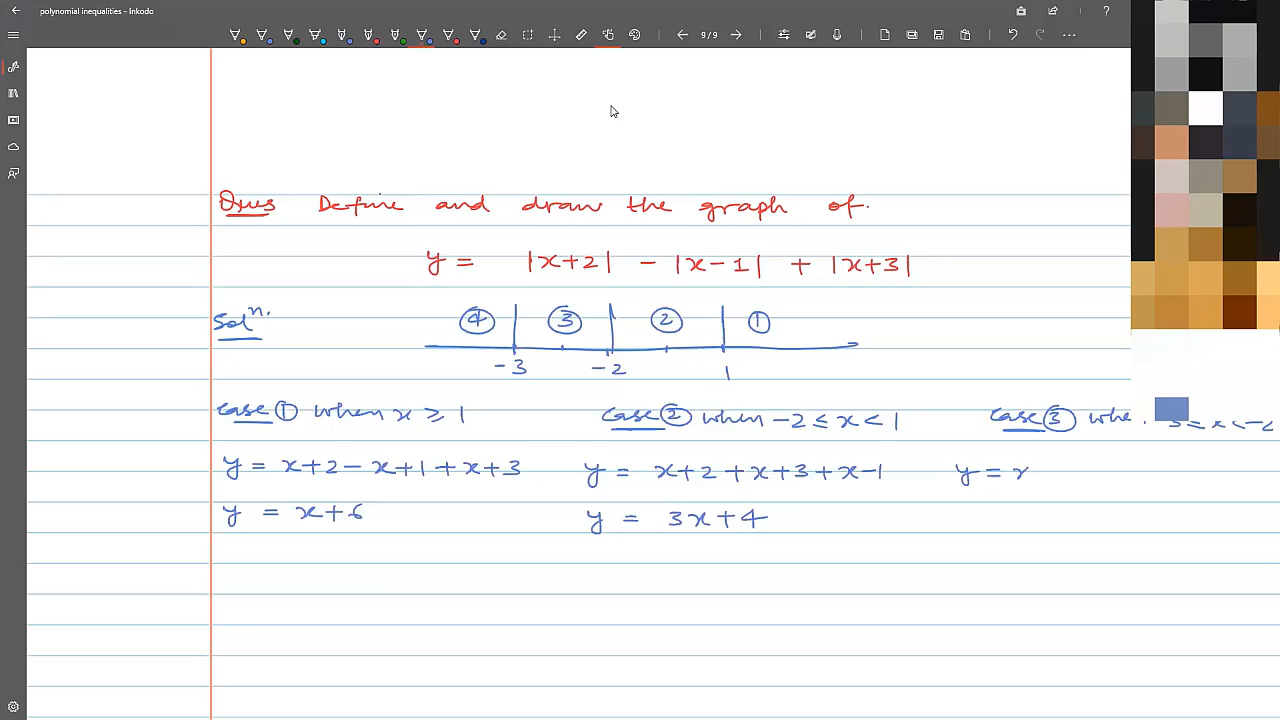 polynomial inequalities - Inkodo
9/9
Ques Define and draw the graph of.
y = |x+2| - |x-1| + |x+3|
Solⁿ.
④ ③ ② ①
-3 -2 1
Case ① when x ≥ 1
y = x+2-x+1+x+3
y = x+6
Case ② when -2 ≤ x < 1
y = x+2+x+3+x-1
y = 3x+4
Case ③ whe.
y =